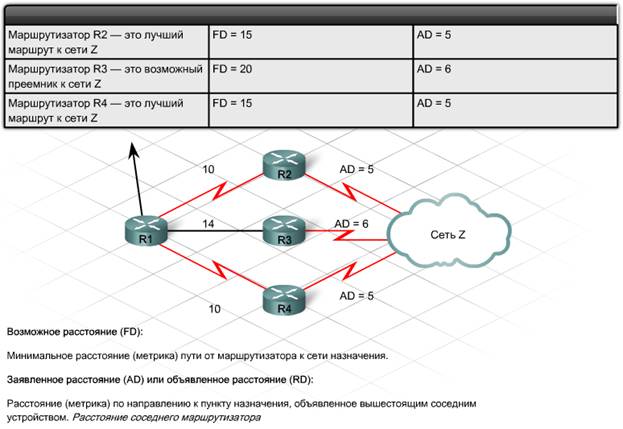 Маршрутизатор R2 — это лучший маршрут к сети Z
FD = 15
AD = 5
Маршрутизатор R3 — это возможный преемник к сети Z
FD = 20
AD = 6
Маршрутизатор R4 — это лучший маршрут к сети Z
FD = 15
AD = 5
10
R2
AD = 5
R1
14
R3
AD = 6
Сеть Z
10
R4
AD = 5
Возможное расстояние (FD):
Минимальное расстояние (метрика) пути от маршрутизатора к сети назначения.
Заявленное расстояние (AD) или объявленное расстояние (RD):
Расстояние (метрика) по направлению к пункту назначения, объявленное вышестоящим соседним
устройством. Расстояние соседнего маршрутизатора